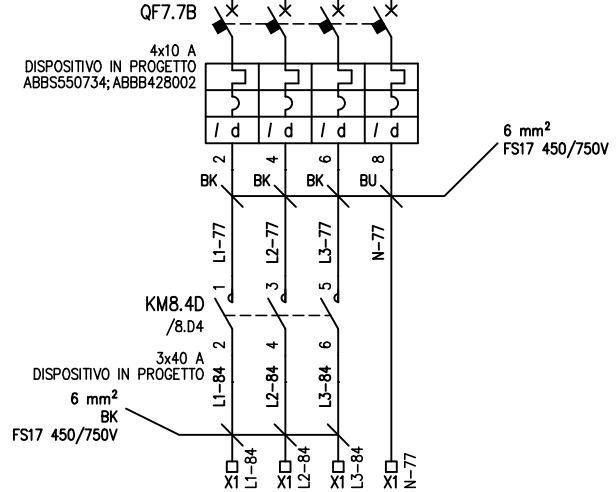 QF7.7B
4x10 A
DISPOSITIVO IN PROGETTO
ABBS550734;ABBB428002
I d I d I d I d
2 4 6 8
6 mm²
FS17 450/750V
BK BK BK BU
L1-77 L2-77 L3-77 N-77
1 3 5
KM8.4D
/8.D4
2 4 6
3x40 A
DISPOSITIVO IN PROGETTO
L1-84 L2-84 L3-84
6 mm²
BK
FS17 450/750V
X1 L1-84 X1 L2-84 X1 L3-84 X1 N-77